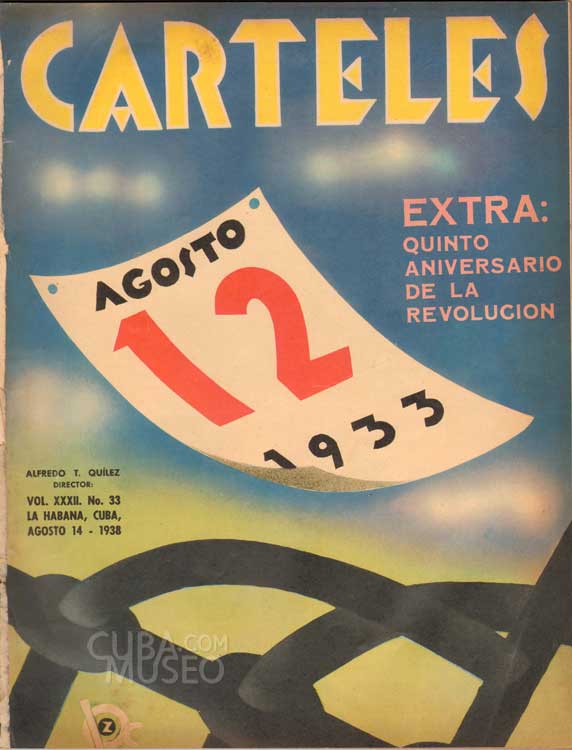 CARTELES
EXTRA:
QUINTO
ANIVERSARIO
DE LA
REVOLUCION
AGOSTO
12
1933
ALFREDO T. QUÍLEZ
DIRECTOR:
VOL. XXXII. No. 33
LA HABANA, CUBA,
AGOSTO 14 - 1938
CUBA.COM
MUSEO
Z